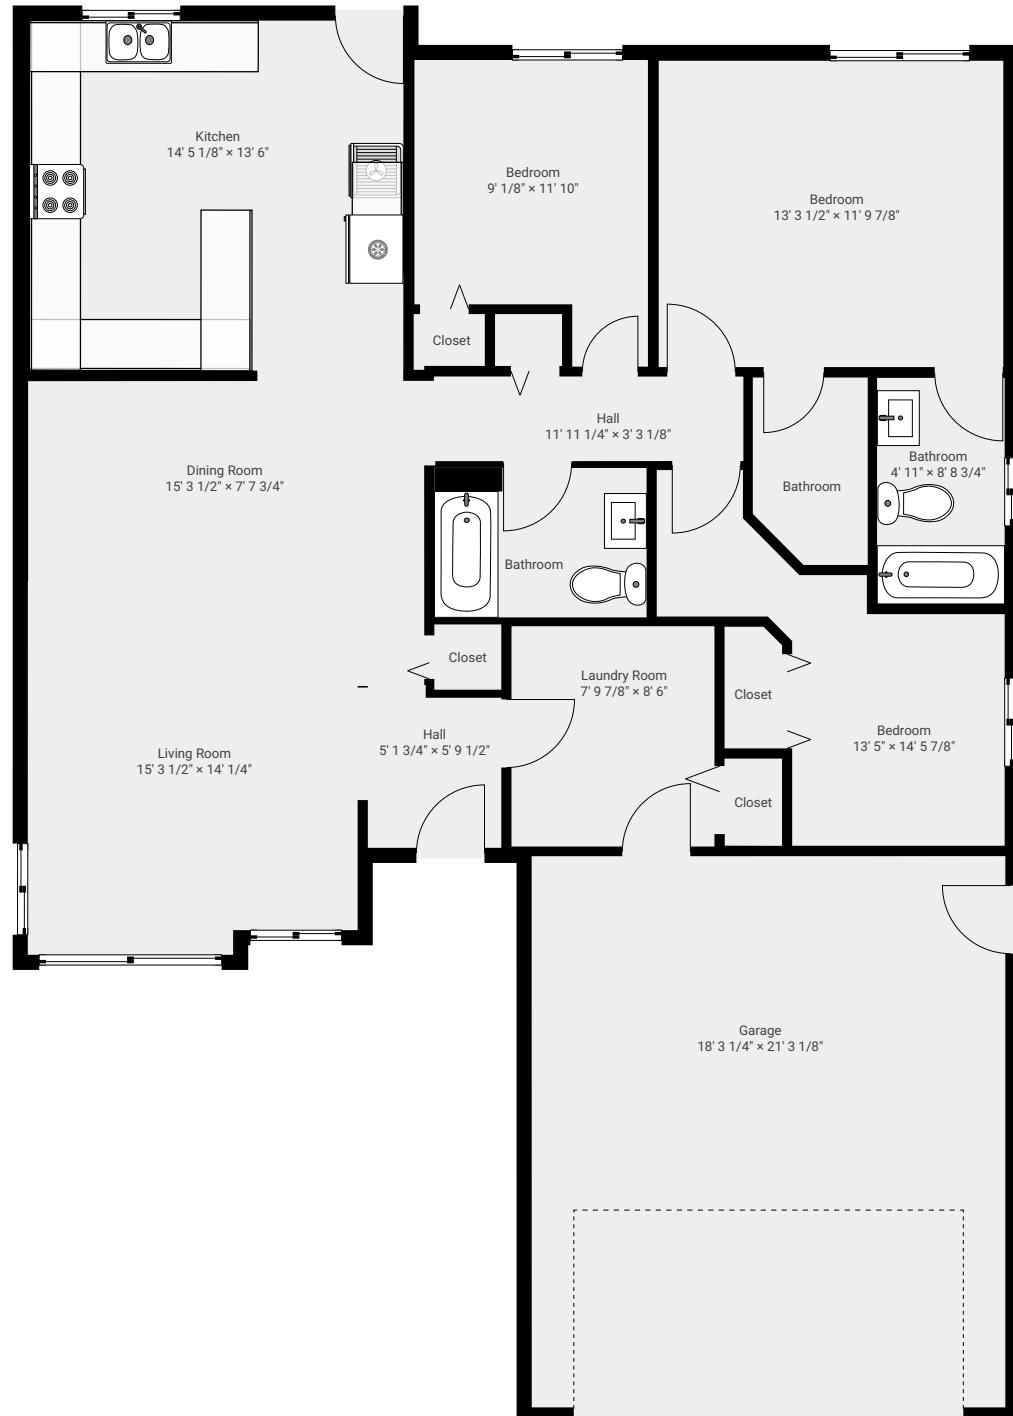 Kitchen
14' 5 1/8" × 13' 6"
Bedroom
9' 1/8" × 11' 10"
Bedroom
13' 3 1/2" × 11' 9 7/8"
Closet
Hall
11' 11 1/4" × 3' 3 1/8"
Dining Room
15' 3 1/2" × 7' 7 3/4"
Bathroom
4' 11" × 8' 8 3/4"
Bathroom
Bathroom
Closet
Laundry Room
7' 9 7/8" × 8' 6"
Closet
Bedroom
13' 5" × 14' 5 7/8"
Hall
5' 1 3/4" × 5' 9 1/2"
Living Room
15' 3 1/2" × 14' 1/4"
Closet
Garage
18' 3 1/4" × 21' 3 1/8"